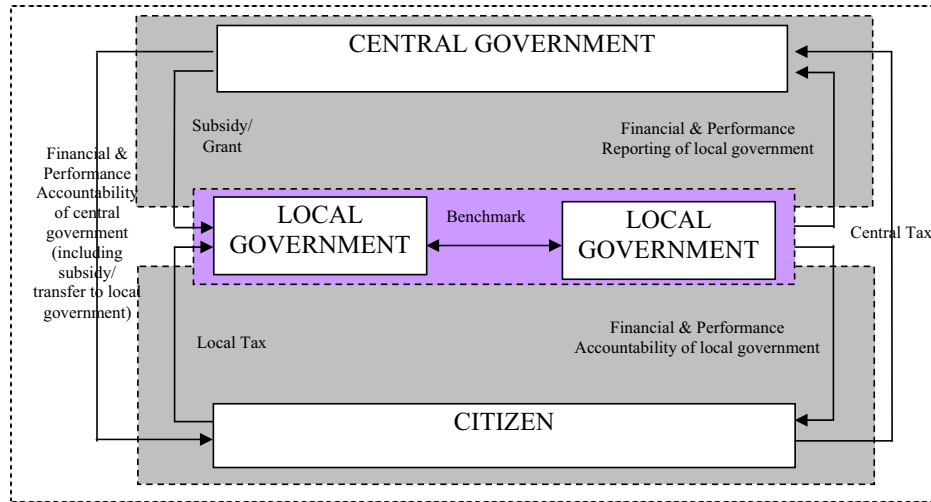 CENTRAL GOVERNMENT
Subsidy/
Grant
Financial & Performance
Reporting of local government
Financial &
Performance
Accountability
of central
government
(including
subsidy/
transfer to local
government)
LOCAL
GOVERNMENT
Benchmark
LOCAL
GOVERNMENT
Central Tax
Local Tax
Financial & Performance
Accountability of local government
CITIZEN